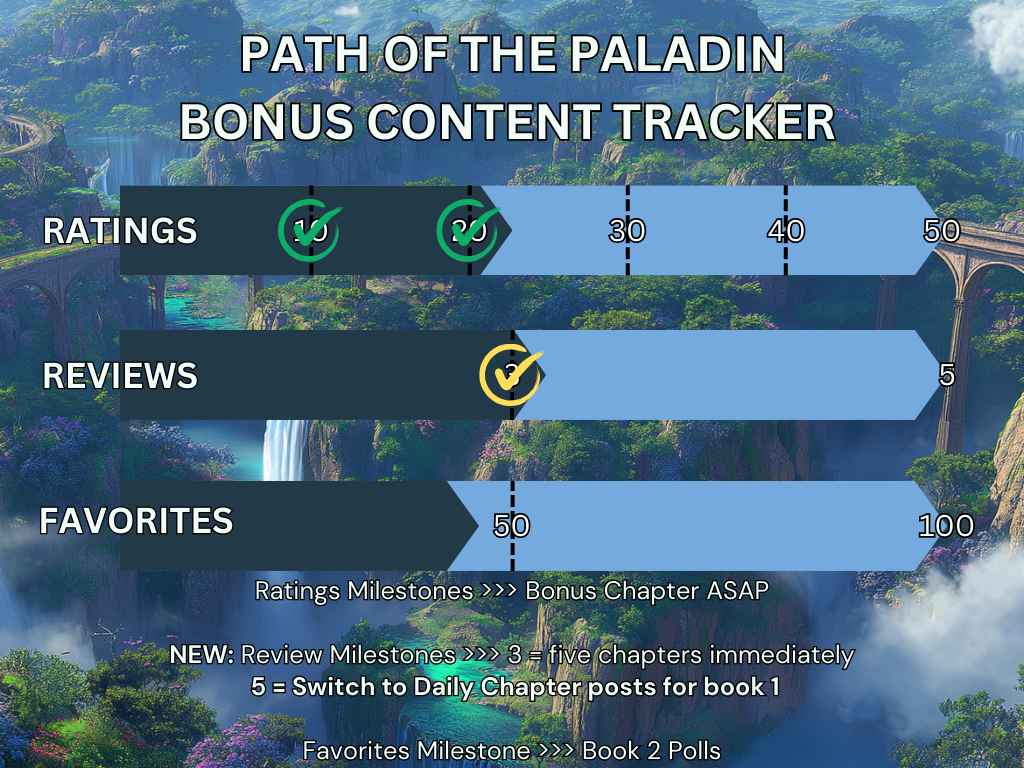 PATH OF THE PALADIN
BONUS CONTENT TRACKER
RATINGS 10 20 30 40 50
REVIEWS 3 5
FAVORITES 50 100
Ratings Milestones >>> Bonus Chapter ASAP
NEW: Review Milestones >>> 3 = five chapters immediately
5 = Switch to Daily Chapter posts for book 1
Favorites Milestone >>> Book 2 Polls